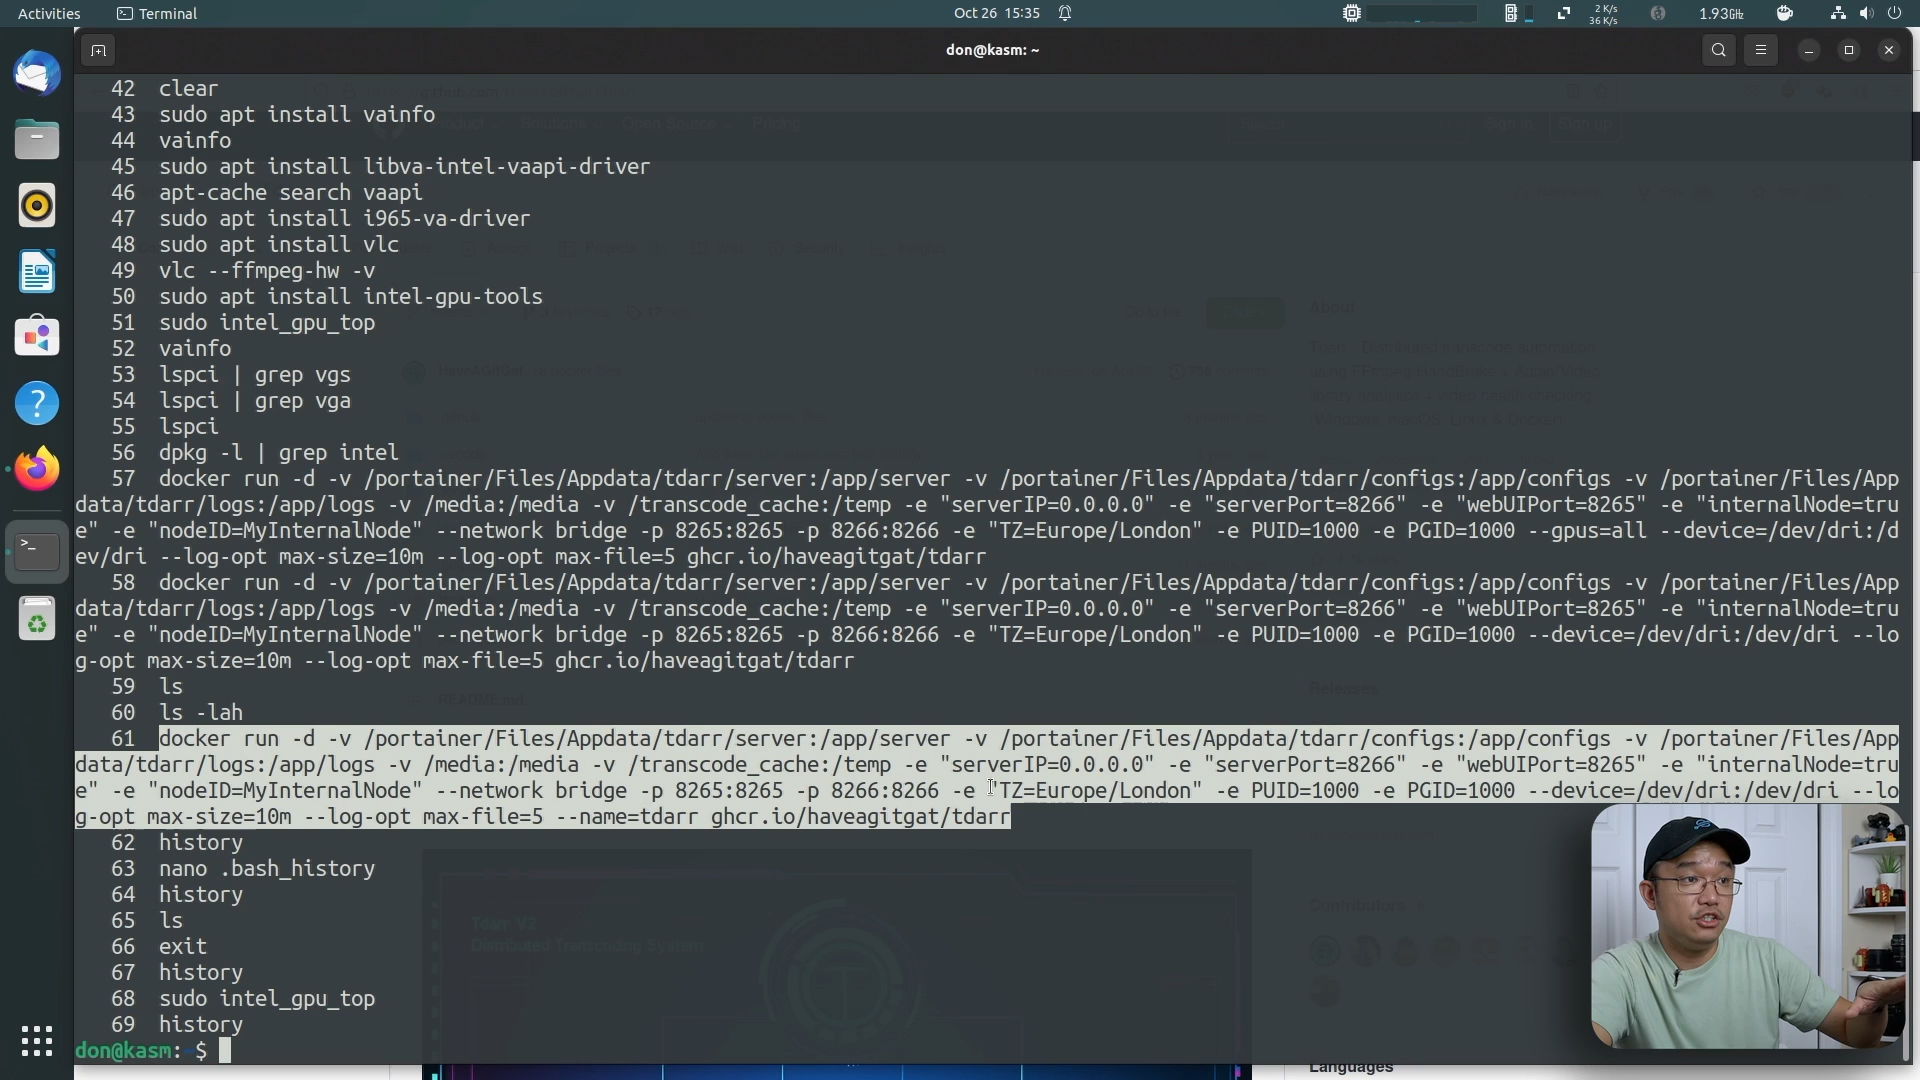 Activities
Terminal
Oct 26 15:35
2 K/s
36 K/s
1.93GHz
don@kasm: ~
42 clear
43 sudo apt install vainfo
44 vainfo
45 sudo apt install libva-intel-vaapi-driver
46 apt-cache search vaapi
47 sudo apt install i965-va-driver
48 sudo apt install vlc
49 vlc --ffmpeg-hw -v
50 sudo apt install intel-gpu-tools
51 sudo intel_gpu_top
52 vainfo
53 lspci | grep vgs
54 lspci | grep vga
55 lspci
56 dpkg -l | grep intel
57 docker run -d -v /portainer/Files/Appdata/tdarr/server:/app/server -v /portainer/Files/Appdata/tdarr/configs:/app/configs -v /portainer/Files/App
data/tdarr/logs:/app/logs -v /media:/media -v /transcode_cache:/temp -e "serverIP=0.0.0.0" -e "serverPort=8266" -e "webUIPort=8265" -e "internalNode=tru
e" -e "nodeID=MyInternalNode" --network bridge -p 8265:8265 -p 8266:8266 -e "TZ=Europe/London" -e PUID=1000 -e PGID=1000 --gpus=all --device=/dev/dri:/d
ev/dri --log-opt max-size=10m --log-opt max-file=5 ghcr.io/haveagitgat/tdarr
58 docker run -d -v /portainer/Files/Appdata/tdarr/server:/app/server -v /portainer/Files/Appdata/tdarr/configs:/app/configs -v /portainer/Files/App
data/tdarr/logs:/app/logs -v /media:/media -v /transcode_cache:/temp -e "serverIP=0.0.0.0" -e "serverPort=8266" -e "webUIPort=8265" -e "internalNode=tru
e" -e "nodeID=MyInternalNode" --network bridge -p 8265:8265 -p 8266:8266 -e "TZ=Europe/London" -e PUID=1000 -e PGID=1000 --device=/dev/dri:/dev/dri --lo
g-opt max-size=10m --log-opt max-file=5 ghcr.io/haveagitgat/tdarr
59 ls
60 ls -lah
61 docker run -d -v /portainer/Files/Appdata/tdarr/server:/app/server -v /portainer/Files/Appdata/tdarr/configs:/app/configs -v /portainer/Files/App
data/tdarr/logs:/app/logs -v /media:/media -v /transcode_cache:/temp -e "serverIP=0.0.0.0" -e "serverPort=8266" -e "webUIPort=8265" -e "internalNode=tru
e" -e "nodeID=MyInternalNode" --network bridge -p 8265:8265 -p 8266:8266 -e "TZ=Europe/London" -e PUID=1000 -e PGID=1000 --device=/dev/dri:/dev/dri --lo
g-opt max-size=10m --log-opt max-file=5 --name=tdarr ghcr.io/haveagitgat/tdarr
62 history
63 nano .bash_history
64 history
65 ls
66 exit
67 history
68 sudo intel_gpu_top
69 history
don@kasm:~$
About
README.md
Releases
Tdarr V2
Distributed Transcoding System
Contributors
Languages